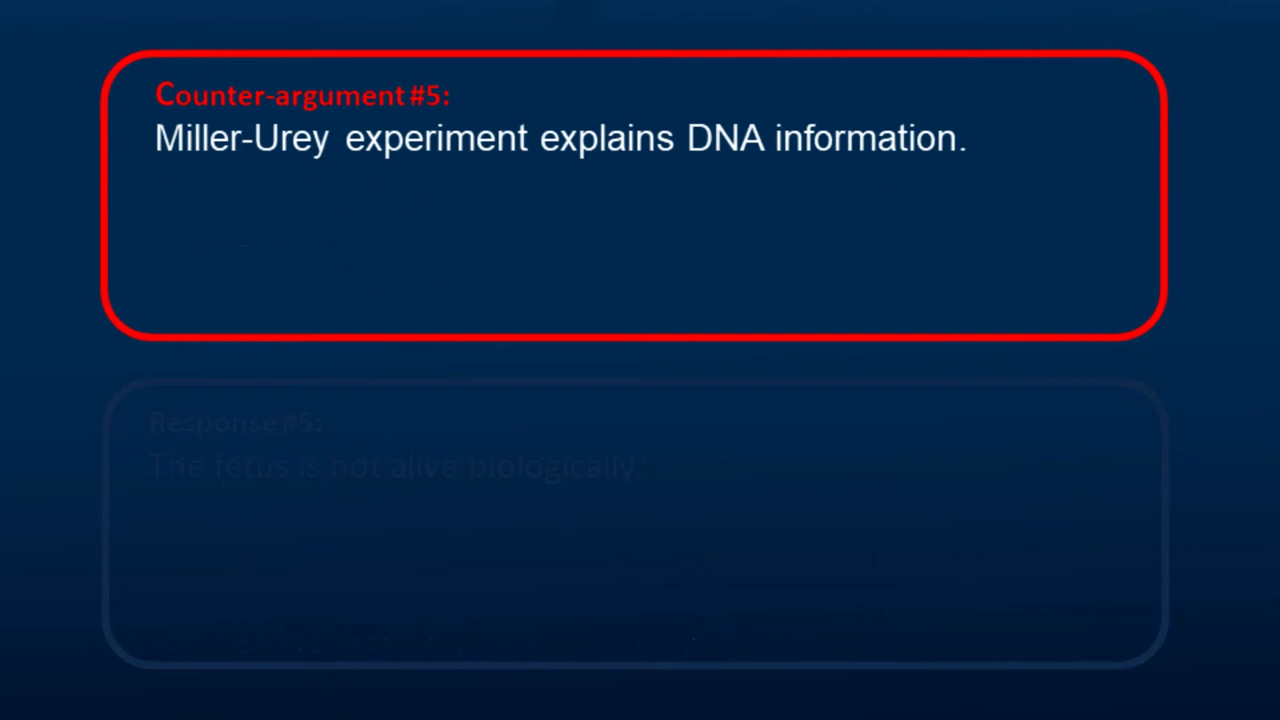 Counter-argument #5:
Miller-Urey experiment explains DNA information.
Response #5:
The fetus is not alive biologically.